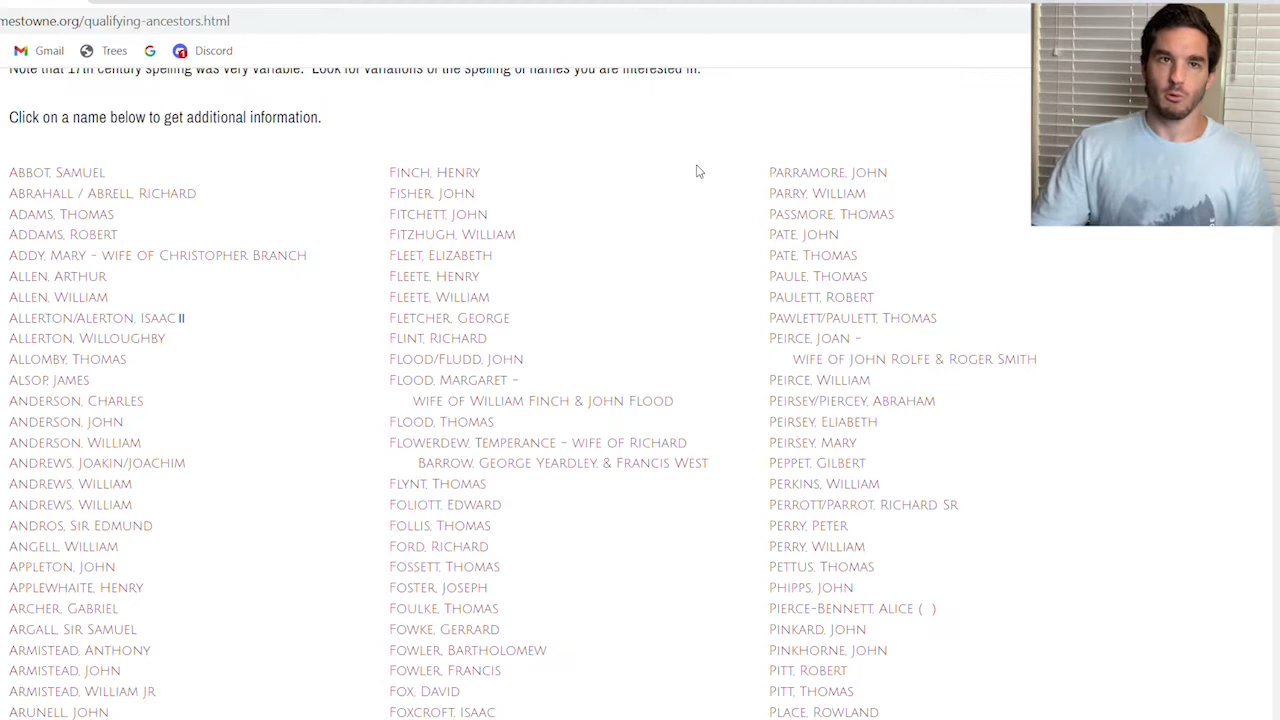 mestowne.org/qualifying-ancestors.html
Gmail
Trees
Discord
Note that 17th century spelling was very variable. Look for variations of the spelling of names you are interested in.
Click on a name below to get additional information.
ABBOT, SAMUEL
ABRAHALL / ABRELL, RICHARD
ADAMS, THOMAS
ADDAMS, ROBERT
ADDY, MARY - WIFE OF CHRISTOPHER BRANCH
ALLEN, ARTHUR
ALLEN, WILLIAM
ALLERTON/ALERTON, ISAAC II
ALLERTON, WILLOUGHBY
ALLOMBY, THOMAS
ALSOP, JAMES
ANDERSON, CHARLES
ANDERSON, JOHN
ANDERSON, WILLIAM
ANDREWS, JOAKIN/JOACHIM
ANDREWS, WILLIAM
ANDREWS, WILLIAM
ANDROS, SIR EDMUND
ANGELL, WILLIAM
APPLETON, JOHN
APPLEWHAITE, HENRY
ARCHER, GABRIEL
ARGALL, SIR SAMUEL
ARMISTEAD, ANTHONY
ARMISTEAD, JOHN
ARMISTEAD, WILLIAM JR
ARUNELL, JOHN
FINCH, HENRY
FISHER, JOHN
FITCHETT, JOHN
FITZHUGH, WILLIAM
FLEET, ELIZABETH
FLEETE, HENRY
FLEETE, WILLIAM
FLETCHER, GEORGE
FLINT, RICHARD
FLOOD/FLUDD, JOHN
FLOOD, MARGARET -
WIFE OF WILLIAM FINCH & JOHN FLOOD
FLOOD, THOMAS
FLOWERDEW, TEMPERANCE - WIFE OF RICHARD
BARROW, GEORGE YEARDLEY, & FRANCIS WEST
FLYNT, THOMAS
FOLIOTT, EDWARD
FOLLIS, THOMAS
FORD, RICHARD
FOSSETT, THOMAS
FOSTER, JOSEPH
FOULKE, THOMAS
FOWKE, GERRARD
FOWLER, BARTHOLOMEW
FOWLER, FRANCIS
FOX, DAVID
FOXCROFT, ISAAC
PARRAMORE, JOHN
PARRY, WILLIAM
PASSMORE, THOMAS
PATE, JOHN
PATE, THOMAS
PAULE, THOMAS
PAULETT, ROBERT
PAWLETT/PAULETT, THOMAS
PEIRCE, JOAN -
WIFE OF JOHN ROLFE & ROGER SMITH
PEIRCE, WILLIAM
PEIRSEY/PIERCEY, ABRAHAM
PEIRSEY, ELIABETH
PEIRSEY, MARY
PEPPET, GILBERT
PERKINS, WILLIAM
PERROTT/PARROT, RICHARD SR
PERRY, PETER
PERRY, WILLIAM
PETTUS, THOMAS
PHIPPS, JOHN
PIERCE-BENNETT, ALICE ( )
PINKARD, JOHN
PINKHORNE, JOHN
PITT, ROBERT
PITT, THOMAS
PLACE, ROWLAND